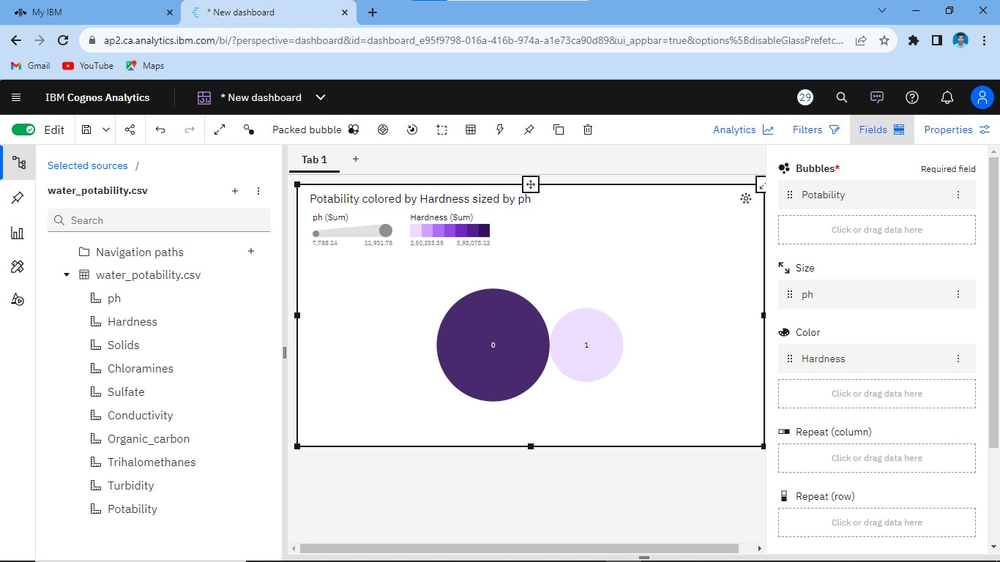 My IBM
* New dashboard
ap2.ca.analytics.ibm.com/bi/?perspective=dashboard&id=dashboard_e95f9798-016a-416b-974a-a1e73ca90d89&ui_appbar=true&options%5BdisableGlassPrefetc...
Gmail
YouTube
Maps
IBM Cognos Analytics
* New dashboard
29
Edit
Packed bubble
Analytics
Filters
Fields
Properties
Selected sources /
water_potability.csv
Search
Navigation paths
water_potability.csv
ph
Hardness
Solids
Chloramines
Sulfate
Conductivity
Organic_carbon
Trihalomethanes
Turbidity
Potability
Tab 1
Potability colored by Hardness sized by ph
ph (Sum)
7,788.24 11,931.78
Hardness (Sum)
2,50,233.35 3,93,073.12
0
1
Bubbles*
Required field
Potability
Click or drag data here
Size
ph
Color
Hardness
Click or drag data here
Repeat (column)
Click or drag data here
Repeat (row)
Click or drag data here